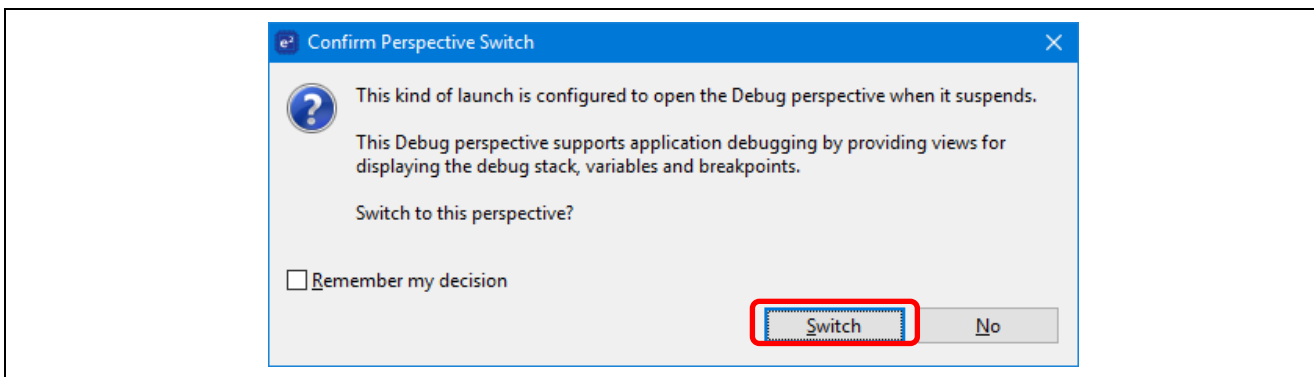 e² Confirm Perspective Switch
This kind of launch is configured to open the Debug perspective when it suspends.
This Debug perspective supports application debugging by providing views for
displaying the debug stack, variables and breakpoints.
Switch to this perspective?
Remember my decision
Switch No